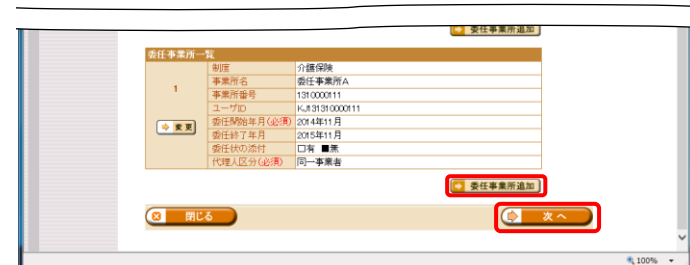 委任事業所追加
委任事業所一覧
1
変更
制度 介護保険
事業所名 委任事業所A
事業所番号 1310000111
ユーザID KJ131310000111
委任開始年月(必須) 2014年11月
委任終了年月 2015年11月
委任状の添付 口有 ■無
代理人区分(必須) 同一事業者
委任事業所追加
閉じる 次へ
100%